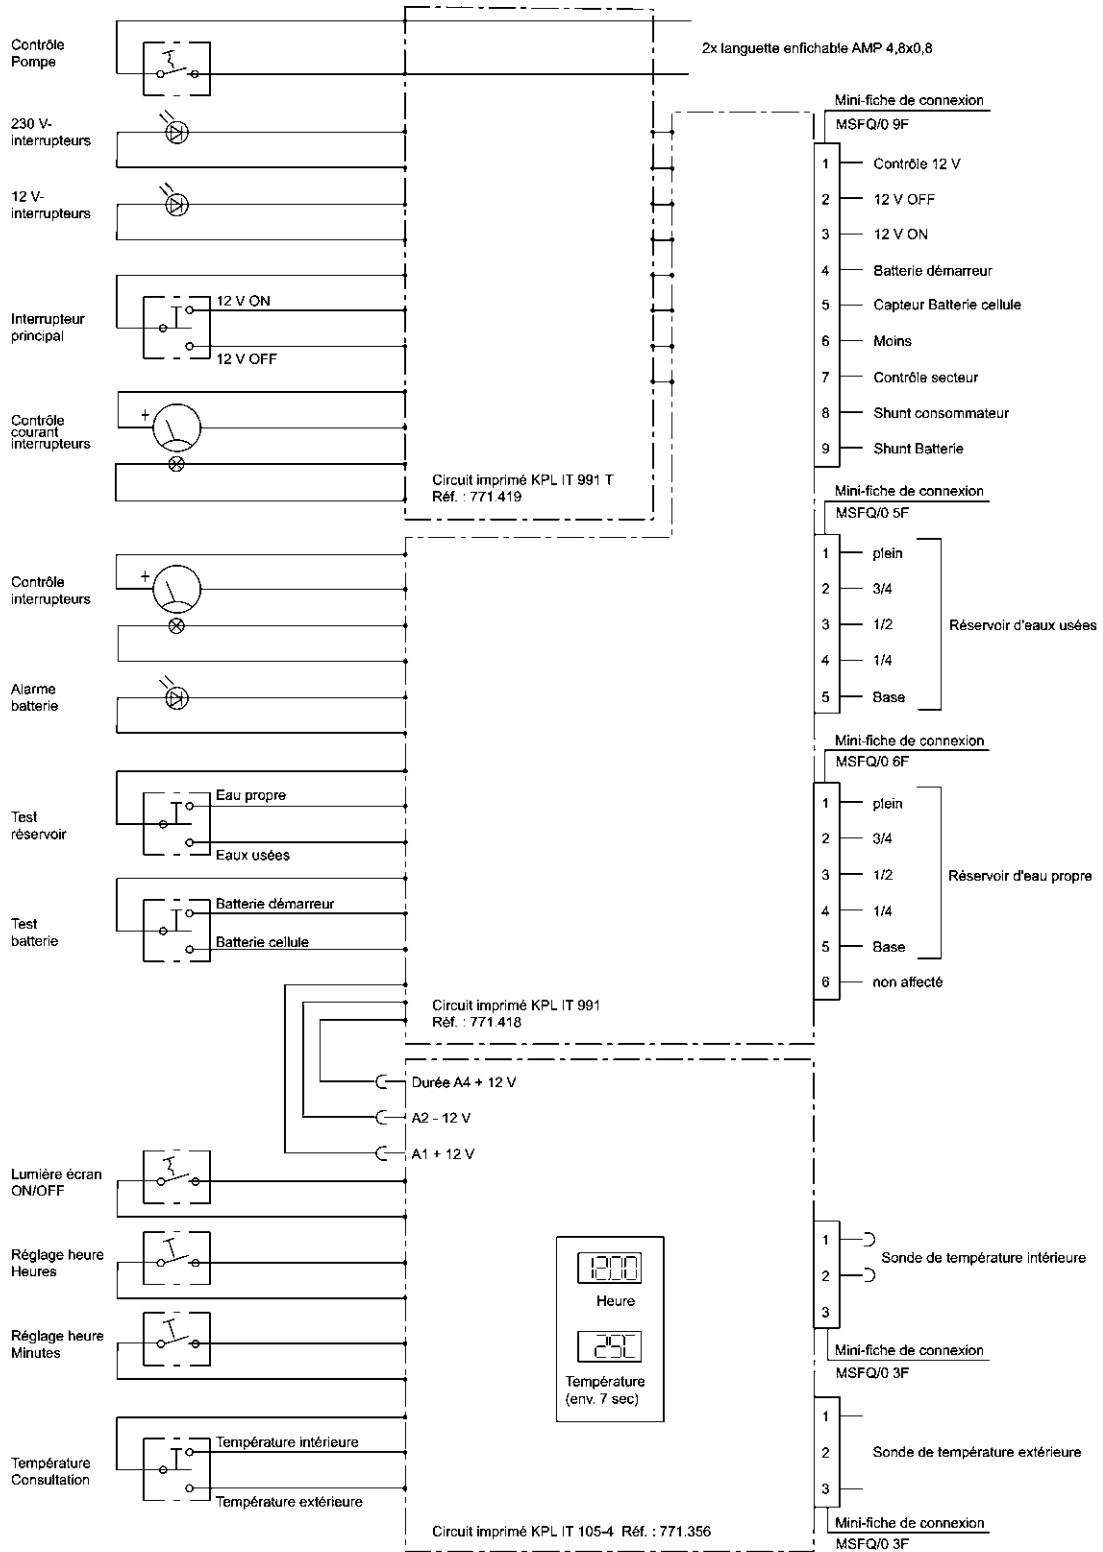 Contrôle
Pompe
2x languette enfichable AMP 4,8x0,8
230 V-
interrupteurs
12 V-
interrupteurs
Interrupteur
principal
12 V ON
12 V OFF
Contrôle
courant
interrupteurs
+
Circuit imprimé KPL IT 991 T
Réf. : 771.419
Mini-fiche de connexion
MSFQ/0 9F
1 Contrôle 12 V
2 12 V OFF
3 12 V ON
4 Batterie démarreur
5 Capteur Batterie cellule
6 Moins
7 Contrôle secteur
8 Shunt consommateur
9 Shunt Batterie
Mini-fiche de connexion
MSFQ/0 5F
1 plein
2 3/4
3 1/2
4 1/4
5 Base
Réservoir d'eaux usées
Contrôle
interrupteurs
+
Alarme
batterie
Test
réservoir
Eau propre
Eaux usées
Test
batterie
Batterie démarreur
Batterie cellule
Mini-fiche de connexion
MSFQ/0 6F
1 plein
2 3/4
3 1/2
4 1/4
5 Base
6 non affecté
Réservoir d'eau propre
Circuit imprimé KPL IT 991
Réf. : 771.418
Durée A4 + 12 V
A2 - 12 V
A1 + 12 V
Lumière écran
ON/OFF
Réglage heure
Heures
Réglage heure
Minutes
Température
Consultation
Température intérieure
Température extérieure
12:00
Heure
25C
Température
(env. 7 sec)
1
2
3
Sonde de température intérieure
Mini-fiche de connexion
MSFQ/0 3F
1
2
3
Sonde de température extérieure
Mini-fiche de connexion
MSFQ/0 3F
Circuit imprimé KPL IT 105-4 Réf. : 771.356